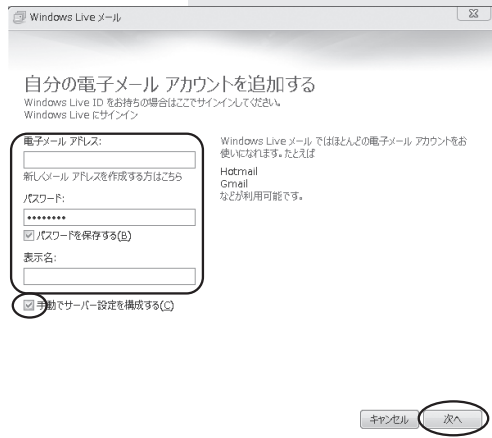 Windows Live メール
自分の電子メール アカウントを追加する
Windows Live ID をお持ちの場合はここでサインインしてください。
Windows Live にサインイン
電子メール アドレス:
新しくメール アドレスを作成する方はこちら
パスワード:
••••••••
パスワードを保存する(B)
表示名:
手動でサーバー設定を構成する(C)
Windows Live メール ではほとんどの電子メール アカウントをお
使いになれます。たとえば
Hotmail
Gmail
などが利用可能です。
キャンセル
次へ